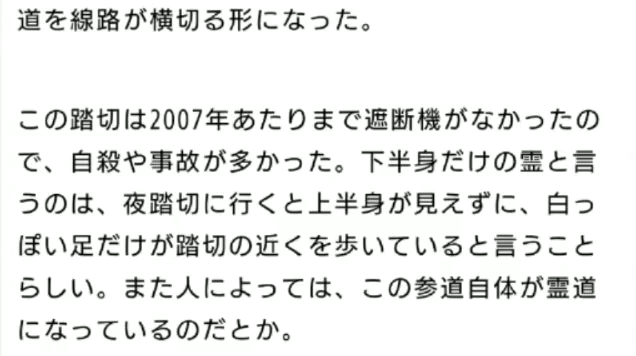 道を線路が横切る形になった。
この踏切は2007年あたりまで遮断機がなかったの
で、自殺や事故が多かった。下半身だけの霊と言
うのは、夜踏切に行くと上半身が見えずに、白っ
ぽい足だけが踏切の近くを歩いていると言うこと
らしい。また人によっては、この参道自体が霊道
になっているのだとか。